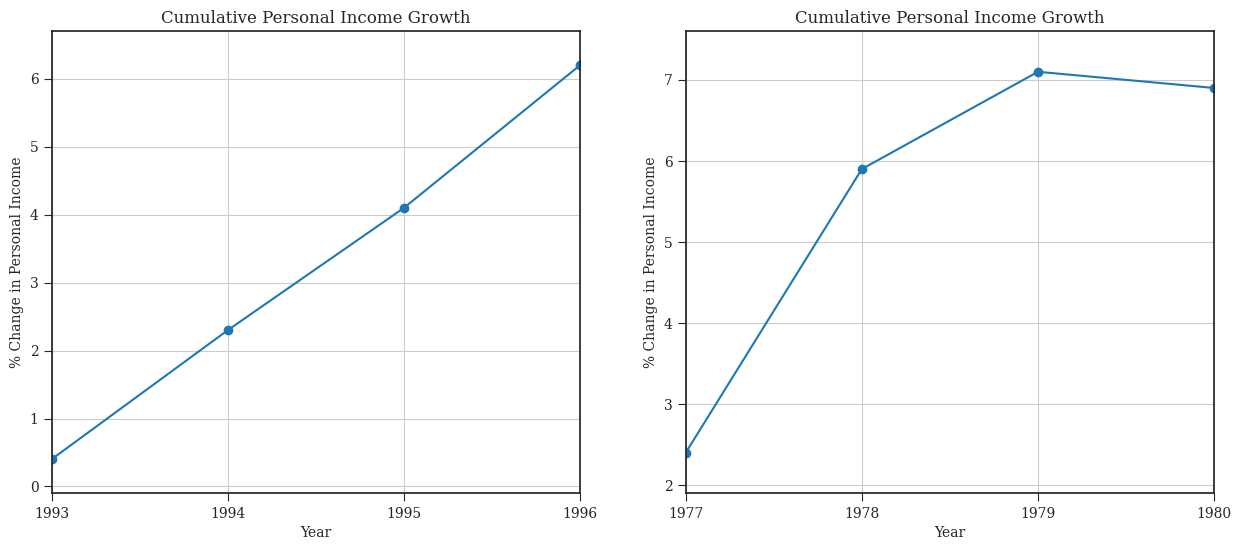 Cumulative Personal Income Growth
% Change in Personal Income
6
5
4
3
2
1
0
1993 1994 1995 1996
Year
Cumulative Personal Income Growth
% Change in Personal Income
7
6
5
4
3
2
1977 1978 1979 1980
Year